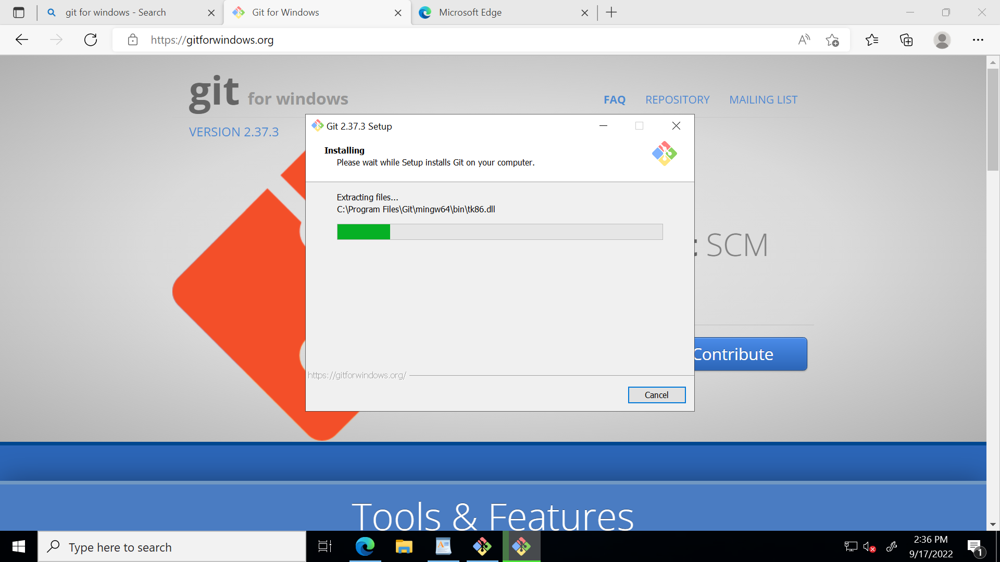 git for windows - Search
Git for Windows
Microsoft Edge
https://gitforwindows.org
git for windows
FAQ
REPOSITORY
MAILING LIST
VERSION 2.37.3
Git 2.37.3 Setup
Installing
Please wait while Setup installs Git on your computer.
Extracting files...
C:\Program Files\Git\mingw64\bin\tk86.dll
SCM
Contribute
https://gitforwindows.org/
Cancel
Tools & Features
Type here to search
2:36 PM
9/17/2022
1